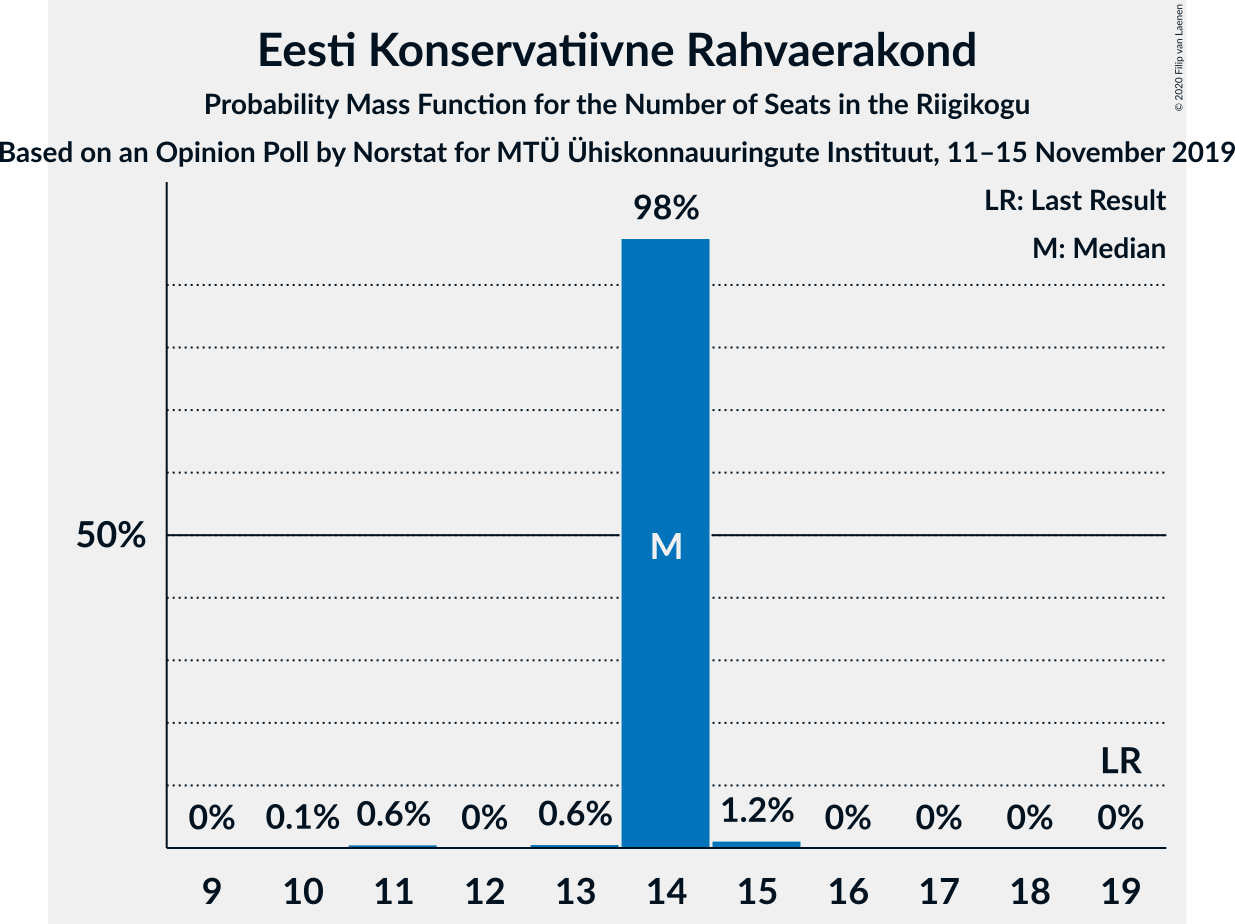 Eesti Konservatiivne Rahvaerakond
Probability Mass Function for the Number of Seats in the Riigikogu
Based on an Opinion Poll by Norstat for MTÜ Ühiskonnauuringute Instituut, 11–15 November 2019
© 2020 Filip van Laenen
LR: Last Result
M: Median
98%
50%
M
LR
0% 0.1% 0.6% 0% 0.6% 1.2% 0% 0% 0% 0%
9 10 11 12 13 14 15 16 17 18 19